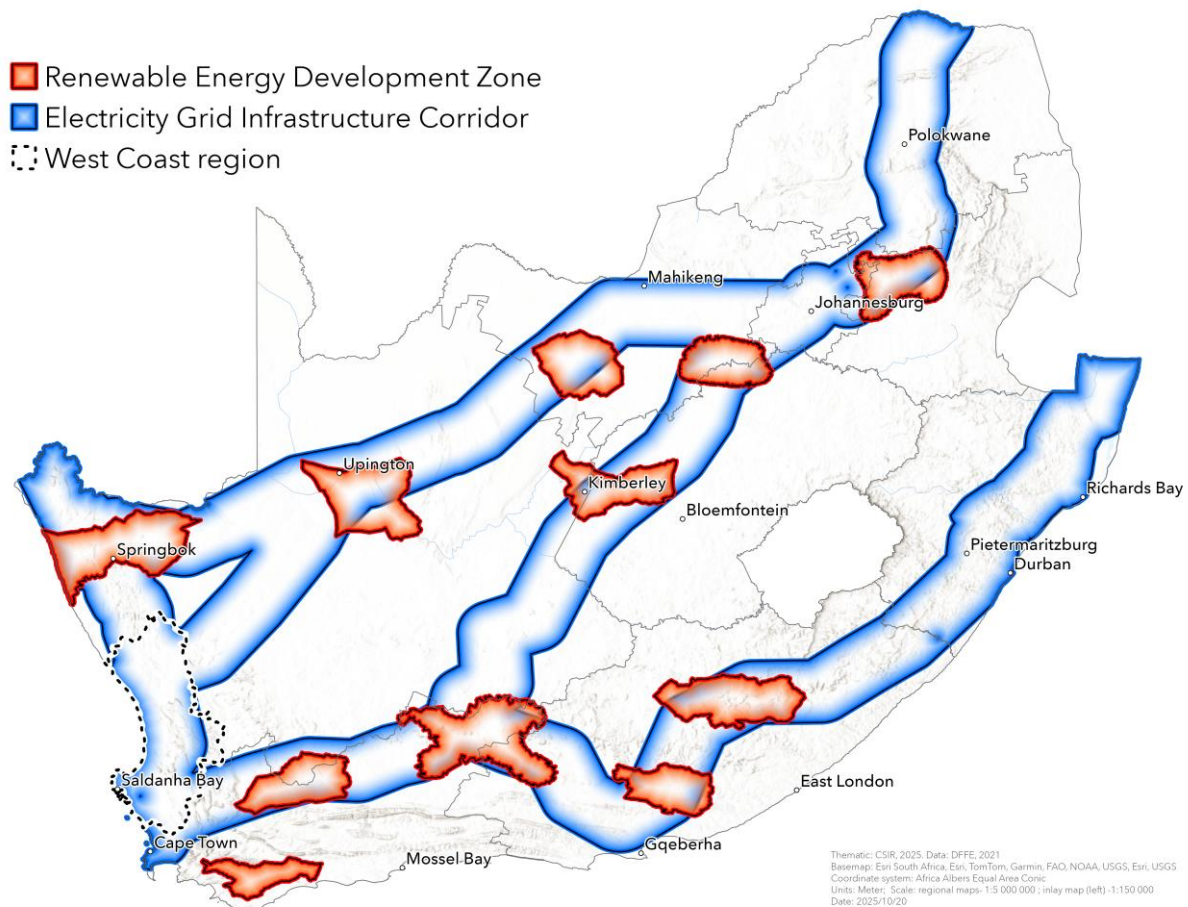 Renewable Energy Development Zone
Electricity Grid Infrastructure Corridor
West Coast region
Polokwane
Mahikeng
Johannesburg
Upington
Kimberley
Richards Bay
Bloemfontein
Springbok
Pietermaritzburg
Durban
Saldanha Bay
East London
Cape Town
Gqeberha
Mossel Bay
Thematic: CSIR, 2025. Data: DFFE, 2021
Basemap: Esri South Africa, Esri, TomTom, Garmin, FAO, NOAA, USGS, Esri, USGS
Coordinate system: Africa Albers Equal Area Conic
Units: Meter; Scale: regional maps- 1:5 000 000 ; inlay map (left) -1:150 000
Date: 2025/10/20